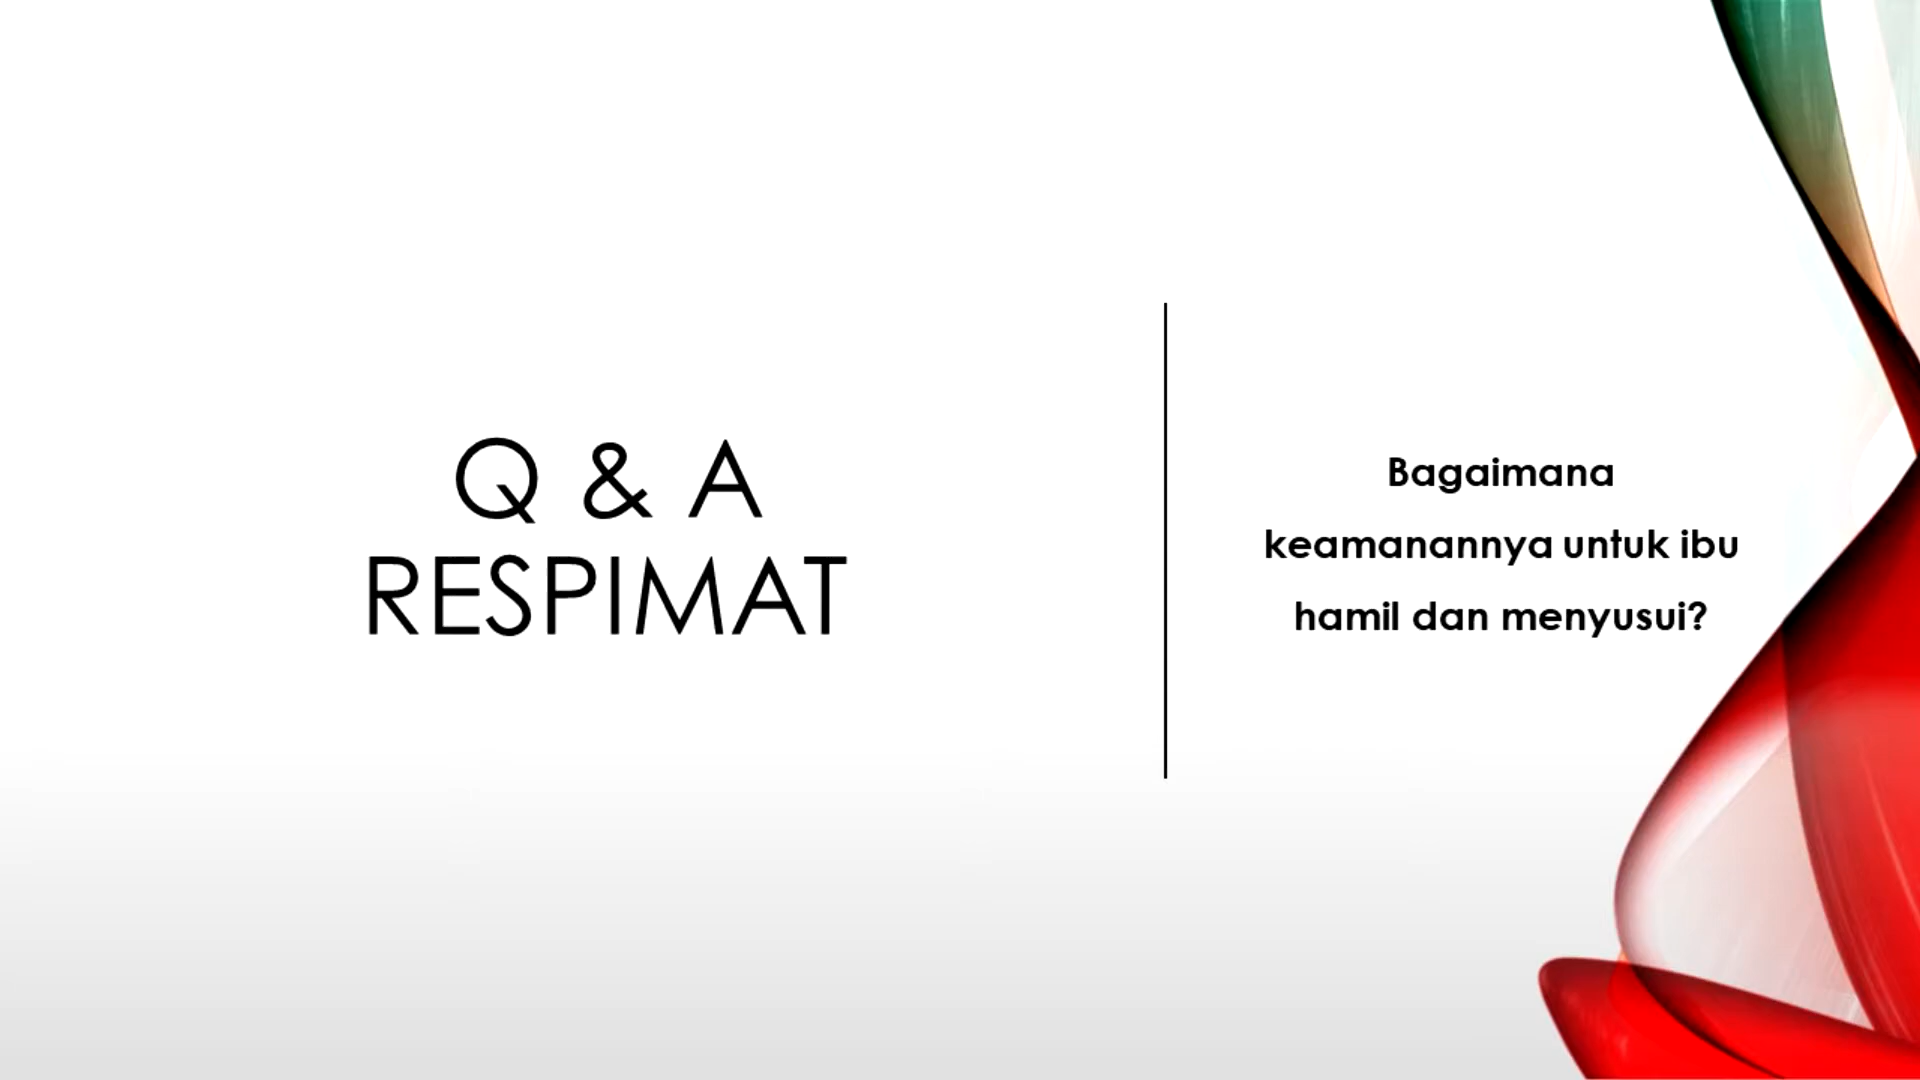 Q & A
RESPIMAT
Bagaimana
keamanannya untuk ibu
hamil dan menyusui?